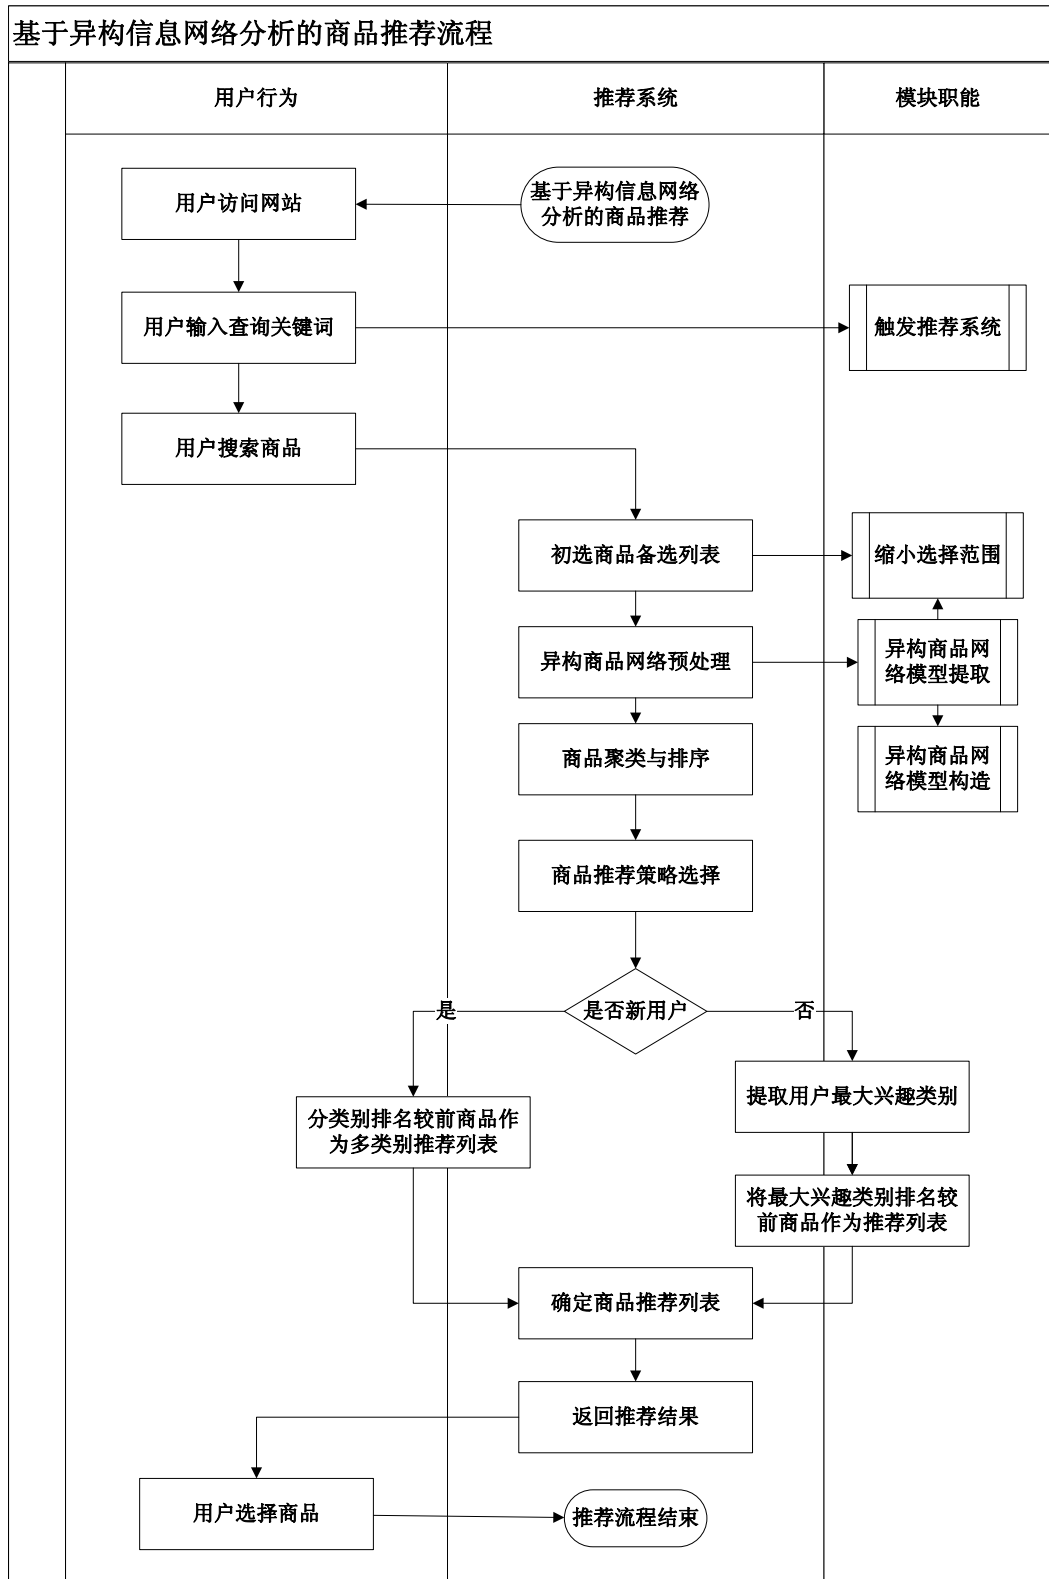 基于异构信息网络分析的商品推荐流程
用户行为
推荐系统
模块职能
用户访问网站
基于异构信息网络
分析的商品推荐
用户输入查询关键词
触发推荐系统
用户搜索商品
初选商品备选列表
缩小选择范围
异构商品网络预处理
异构商品网
络模型提取
商品聚类与排序
异构商品网
络模型构造
商品推荐策略选择
是否新用户
是
否
分类别排名较前商品作
为多类别推荐列表
提取用户最大兴趣类别
将最大兴趣类别排名较
前商品作为推荐列表
确定商品推荐列表
返回推荐结果
用户选择商品
推荐流程结束